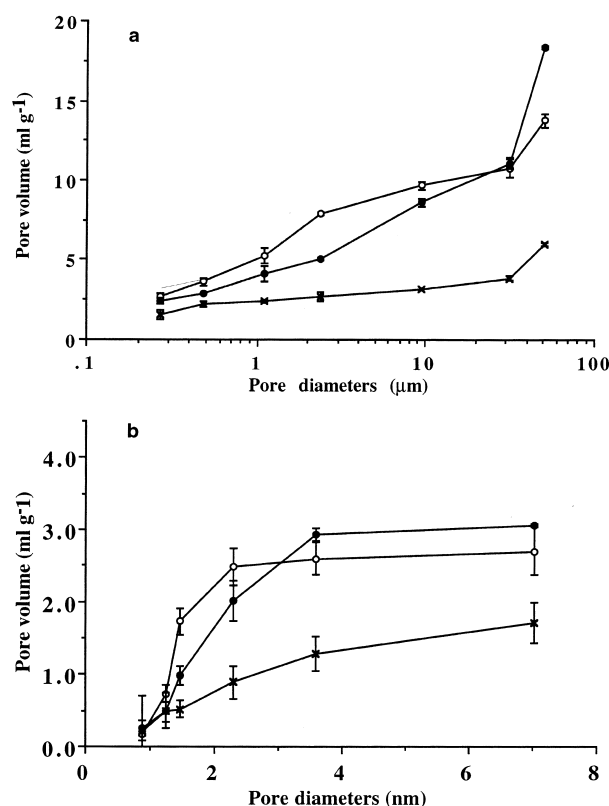 a
20
15
10
5
0
Pore volume (ml g-1)
.1 1 10 100
Pore diameters (µm)
b
4.0
3.0
2.0
1.0
0.0
Pore volume (ml g-1)
0 2 4 6 8
Pore diameters (nm)